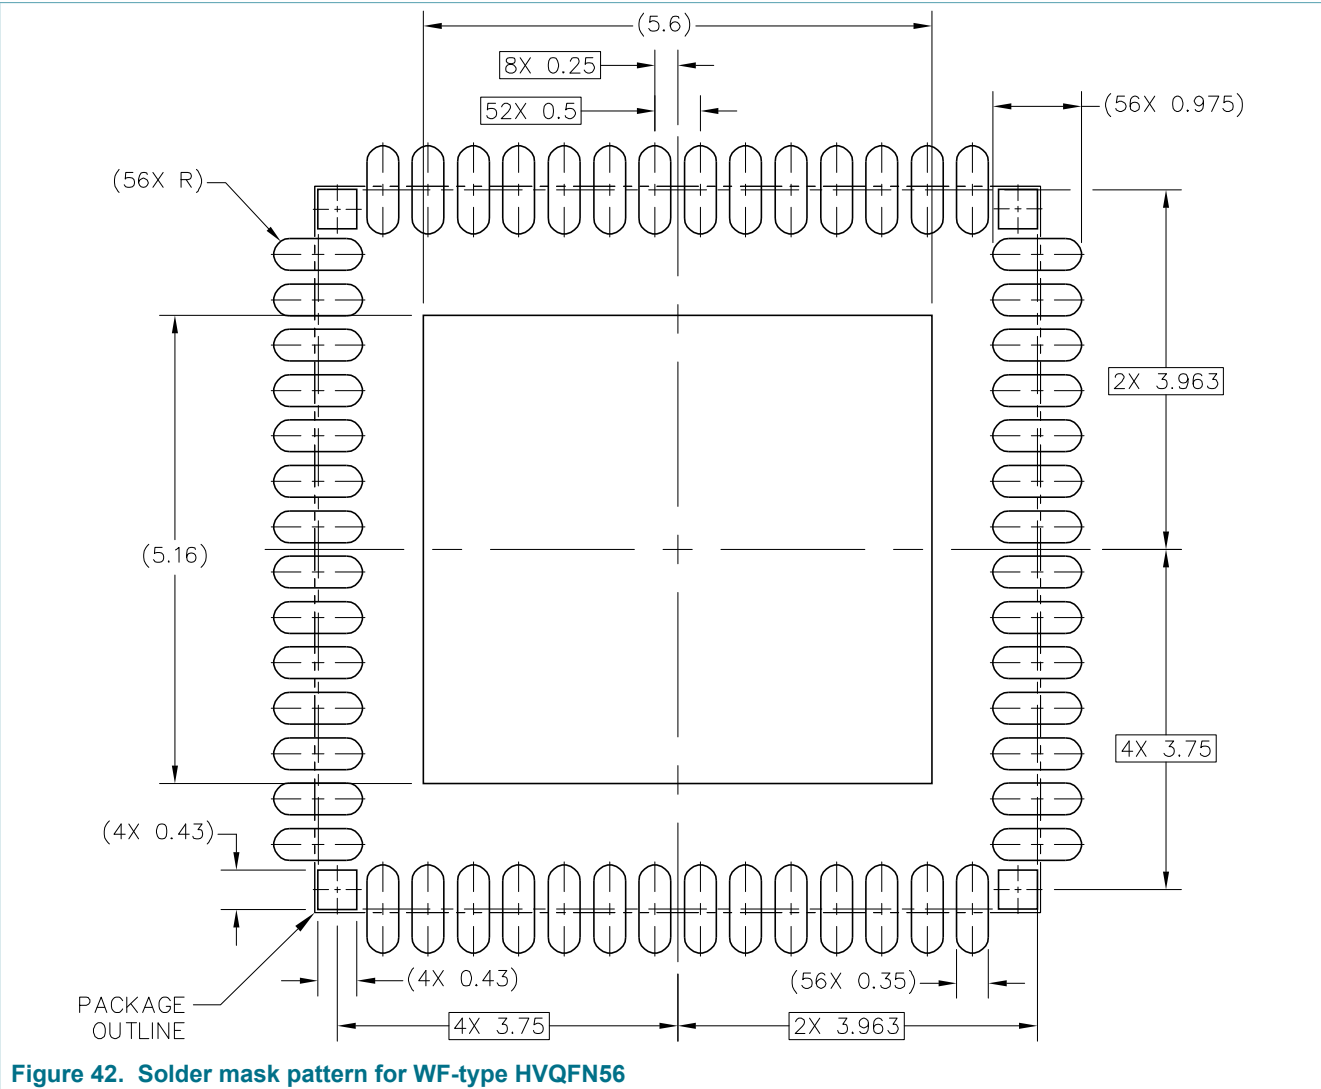 (5.6)
8X 0.25
52X 0.5
(56X 0.975)
(56X R)
2X 3.963
(5.16)
4X 3.75
(4X 0.43)
(4X 0.43)
(56X 0.35)
PACKAGE
OUTLINE
4X 3.75
2X 3.963
Figure 42. Solder mask pattern for WF-type HVQFN56